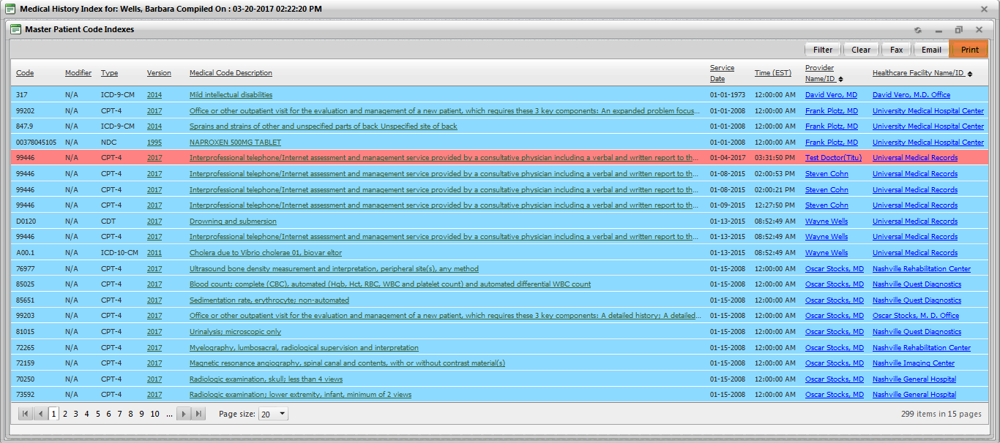 Medical History Index for: Wells, Barbara Compiled On : 03-20-2017 02:22:20 PM
Master Patient Code Indexes
Filter Clear Fax Email Print
Code Modifier Type Version Medical Code Description Service Date Time (EST) Provider Name/ID Healthcare Facility Name/ID
317 N/A ICD-9-CM 2014 Mild intellectual disabilities 01-01-1973 12:00:00 AM David Vero, MD David Vero, M.D. Office
99202 N/A CPT-4 2017 Office or other outpatient visit for the evaluation and management of a new patient, which requires these 3 key components: An expanded problem focus... 01-01-2008 12:00:00 AM Frank Plotz, MD University Medical Hospital Center
847.9 N/A ICD-9-CM 2014 Sprains and strains of other and unspecified parts of back Unspecified site of back 01-01-2008 12:00:00 AM Frank Plotz, MD University Medical Hospital Center
00378045105 N/A NDC 1995 NAPROXEN 500MG TABLET 01-01-2008 12:00:00 AM Frank Plotz, MD University Medical Hospital Center
99446 N/A CPT-4 2017 Interprofessional telephone/Internet assessment and management service provided by a consultative physician including a verbal and written report to th... 01-04-2017 03:31:50 PM Test Doctor(Titu) Universal Medical Records
99446 N/A CPT-4 2017 Interprofessional telephone/Internet assessment and management service provided by a consultative physician including a verbal and written report to th... 01-08-2015 02:00:53 PM Steven Cohn Universal Medical Records
99446 N/A CPT-4 2017 Interprofessional telephone/Internet assessment and management service provided by a consultative physician including a verbal and written report to th... 01-08-2015 02:00:21 PM Steven Cohn Universal Medical Records
99446 N/A CPT-4 2017 Interprofessional telephone/Internet assessment and management service provided by a consultative physician including a verbal and written report to th... 01-09-2015 12:27:50 PM Steven Cohn Universal Medical Records
D0120 N/A CDT 2017 Drowning and submersion 01-13-2015 08:52:49 AM Wayne Wells Universal Medical Records
99446 N/A CPT-4 2017 Interprofessional telephone/Internet assessment and management service provided by a consultative physician including a verbal and written report to th... 01-13-2015 08:52:49 AM Wayne Wells Universal Medical Records
A00.1 N/A ICD-10-CM 2011 Cholera due to Vibrio cholerae 01, biovar eltor 01-13-2015 08:52:49 AM Wayne Wells Universal Medical Records
76977 N/A CPT-4 2017 Ultrasound bone density measurement and interpretation, peripheral site(s), any method 01-15-2008 12:00:00 AM Oscar Stocks, MD Nashville Rehabilitation Center
85025 N/A CPT-4 2017 Blood count; complete (CBC), automated (Hgb, Hct, RBC, WBC and platelet count) and automated differential WBC count 01-15-2008 12:00:00 AM Oscar Stocks, MD Nashville Quest Diagnostics
85651 N/A CPT-4 2017 Sedimentation rate, erythrocyte; non-automated 01-15-2008 12:00:00 AM Oscar Stocks, MD Nashville Quest Diagnostics
99203 N/A CPT-4 2017 Office or other outpatient visit for the evaluation and management of a new patient, which requires these 3 key components: A detailed history; A detailed... 01-15-2008 12:00:00 AM Oscar Stocks, MD Oscar Stocks, M. D. Office
81015 N/A CPT-4 2017 Urinalysis; microscopic only 01-15-2008 12:00:00 AM Oscar Stocks, MD Nashville Quest Diagnostics
72265 N/A CPT-4 2017 Myelography, lumbosacral, radiological supervision and interpretation 01-15-2008 12:00:00 AM Oscar Stocks, MD Nashville Rehabilitation Center
72159 N/A CPT-4 2017 Magnetic resonance angiography, spinal canal and contents, with or without contrast material(s) 01-15-2008 12:00:00 AM Oscar Stocks, MD Nashville Imaging Center
70250 N/A CPT-4 2017 Radiologic examination, skull; less than 4 views 01-15-2008 12:00:00 AM Oscar Stocks, MD Nashville General Hospital
73592 N/A CPT-4 2017 Radiologic examination; lower extremity, infant, minimum of 2 views 01-15-2008 12:00:00 AM Oscar Stocks, MD Nashville General Hospital
1 2 3 4 5 6 7 8 9 10 ... Page size: 20 299 items in 15 pages